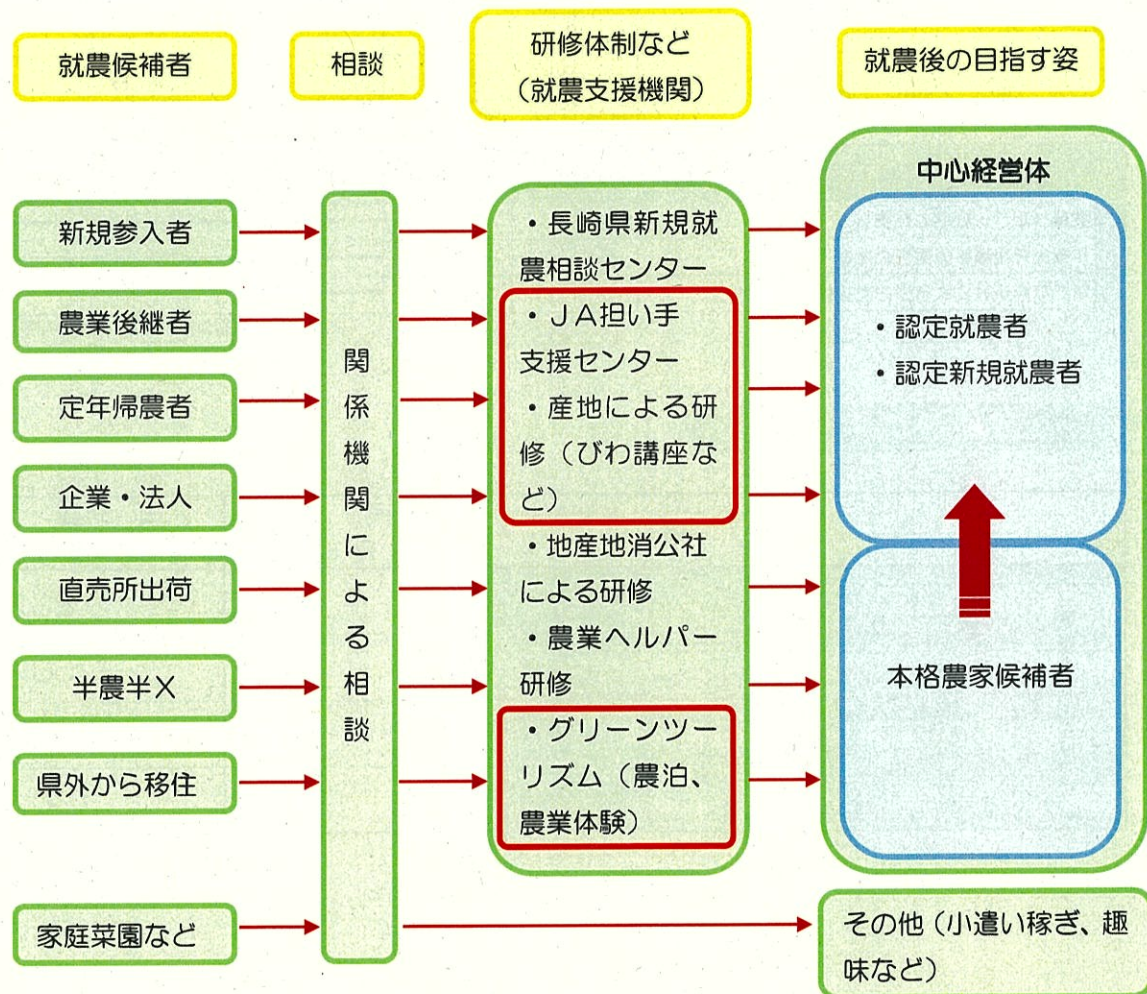 就農候補者
相談
研修体制など
(就農支援機関)
就農後の目指す姿
新規参入者
農業後継者
定年帰農者
企業・法人
直売所出荷
半農半X
県外から移住
家庭菜園など
関係機関による相談
・長崎県新規就
農相談センター
・JA担い手
支援センター
・産地による研
修(びわ講座な
ど)
・地産地消公社
による研修
・農業ヘルパー
研修
・グリーンツー
リズム(農泊、
農業体験)
中心経営体
・認定就農者
・認定新規就農者
本格農家候補者
その他(小遣い稼ぎ、趣
味など)